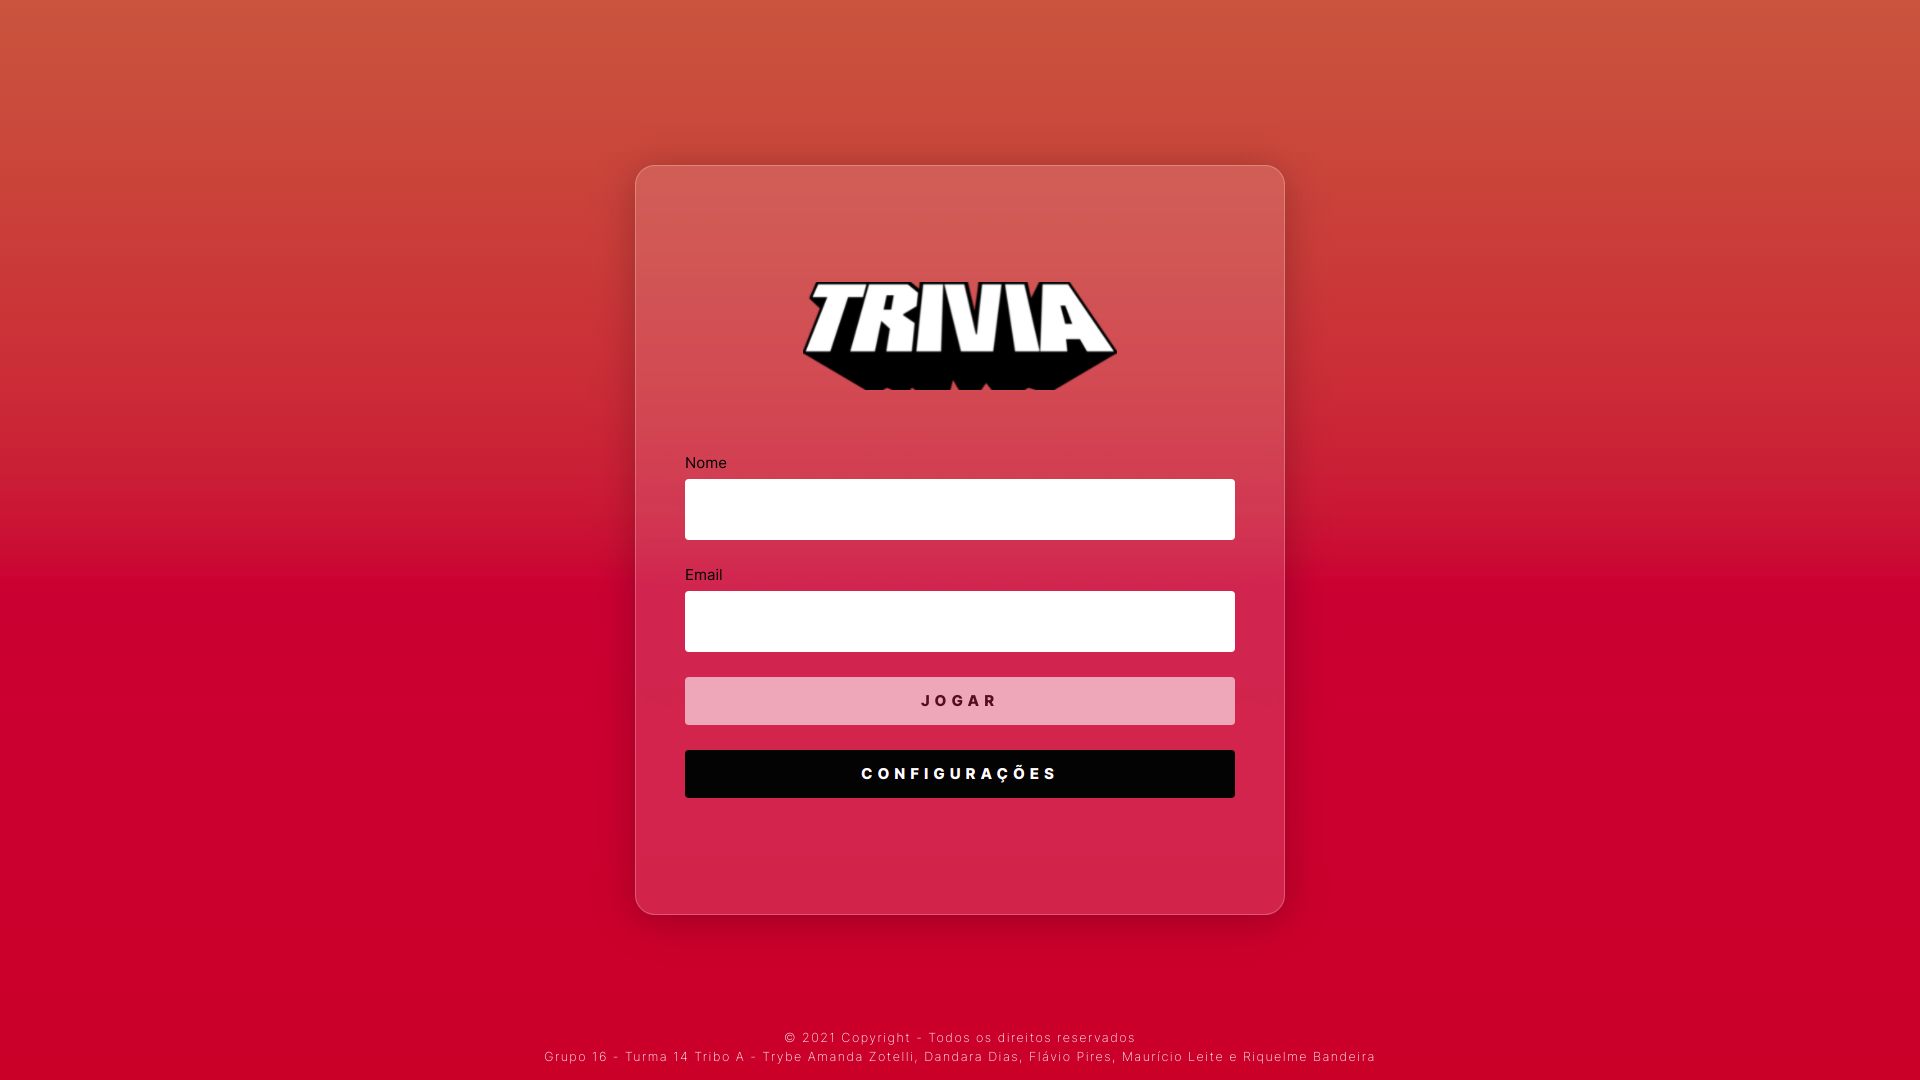 TRIVIA
Nome
Email
JOGAR
CONFIGURAÇÕES
© 2021 Copyright - Todos os direitos reservados
Grupo 16 - Turma 14 Tribo A - Trybe Amanda Zotelli, Dandara Dias, Flávio Pires, Maurício Leite e Riquelme Bandeira